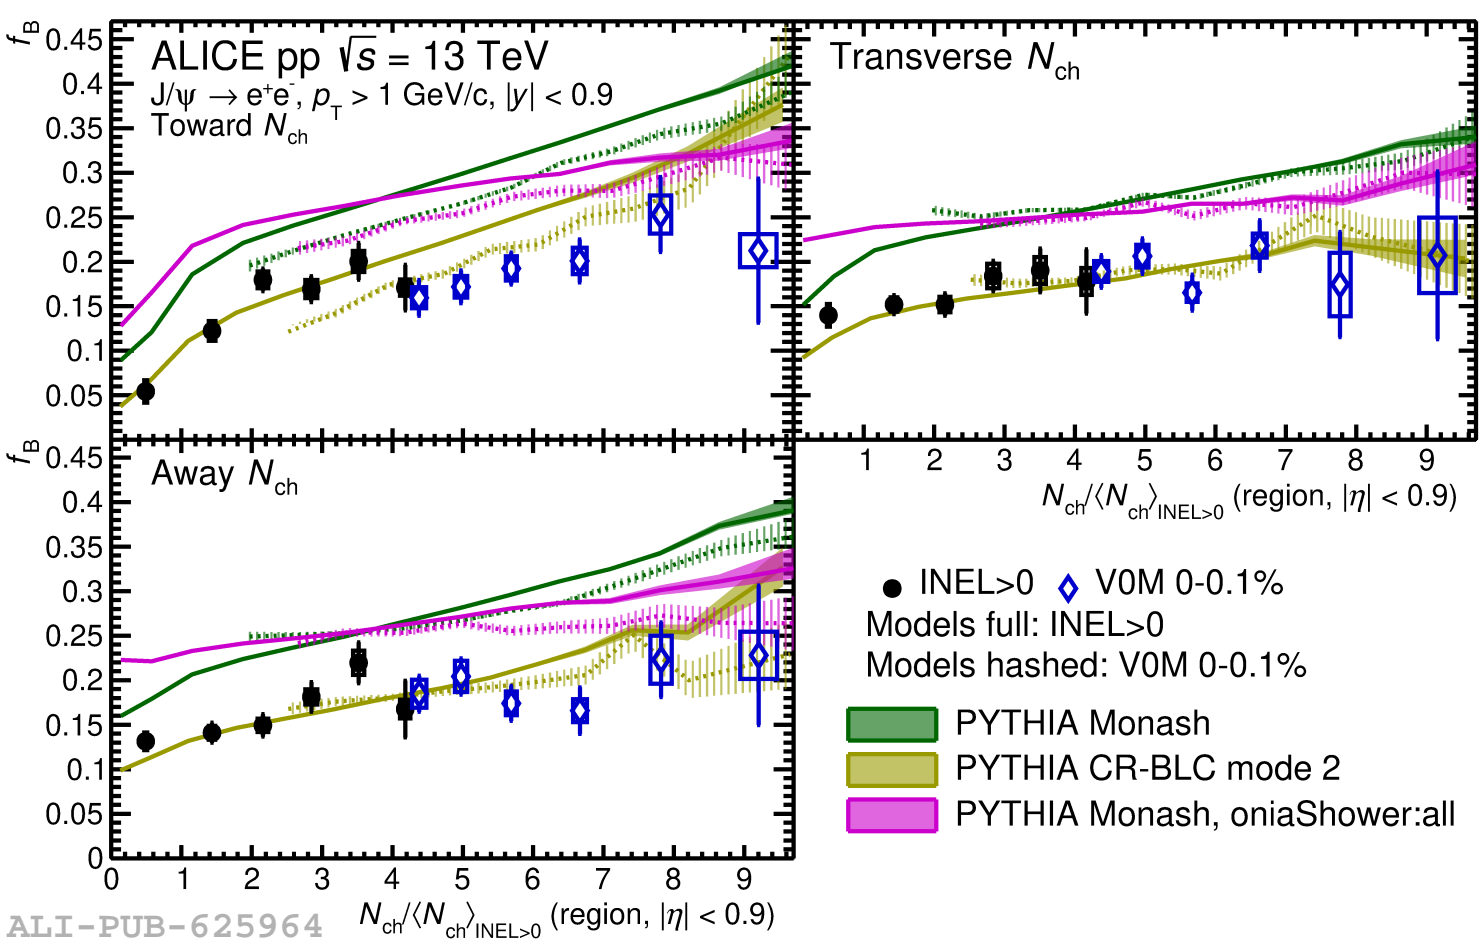 f_B
0.45
0.4
0.35
0.3
0.25
0.2
0.15
0.1
0.05
ALICE pp √s = 13 TeV
J/ψ → e⁺e⁻, p_T > 1 GeV/c, |y| < 0.9
Toward N_ch
Transverse N_ch
1 2 3 4 5 6 7 8 9
N_ch/⟨N_ch⟩_INEL>0 (region, |η| < 0.9)
f_B
0.45
0.4
0.35
0.3
0.25
0.2
0.15
0.1
0.05
0
Away N_ch
0 1 2 3 4 5 6 7 8 9
N_ch/⟨N_ch⟩_INEL>0 (region, |η| < 0.9)
INEL>0 V0M 0-0.1%
Models full: INEL>0
Models hashed: V0M 0-0.1%
PYTHIA Monash
PYTHIA CR-BLC mode 2
PYTHIA Monash, oniaShower:all
ALI-PUB-625964